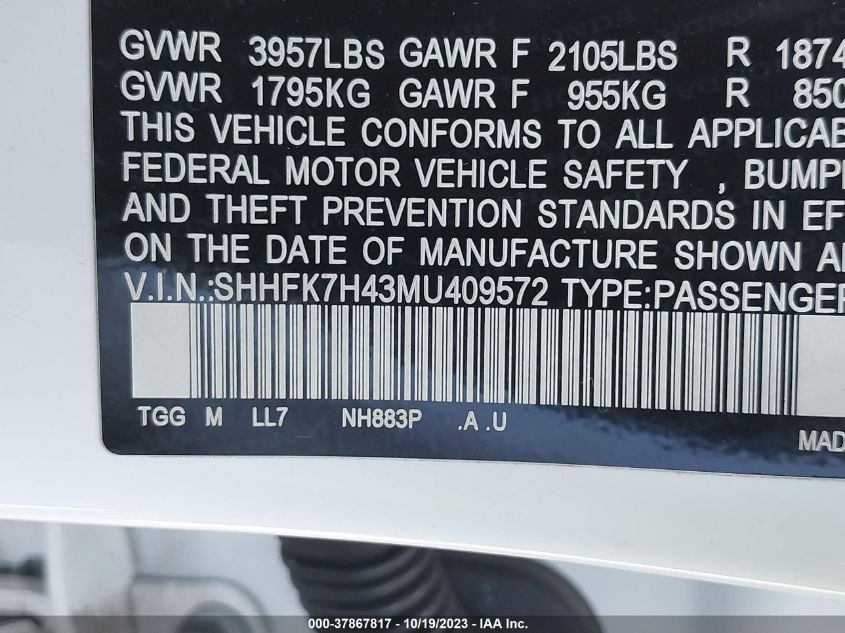 GVWR 3957LBS GAWR F 2105LBS R 1874
GVWR 1795KG GAWR F 955KG R 850
THIS VEHICLE CONFORMS TO ALL APPLICAB
FEDERAL MOTOR VEHICLE SAFETY , BUMP
AND THEFT PREVENTION STANDARDS IN EF
ON THE DATE OF MANUFACTURE SHOWN A
V.I.N.:SHHFK7H43MU409572 TYPE:PASSENGER
TGG M LL7 NH883P .A .U
MAD
000-37867817 - 10/19/2023 - IAA Inc.